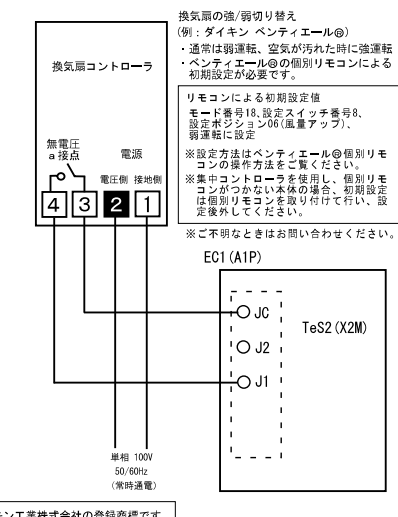 換気扇の強/弱切り替え
(例：ダイキン ベンティエール®)
・通常は弱運転、空気が汚れた時に強運転
・ベンティエール®の個別リモコンによる
初期設定が必要です。
リモコンによる初期設定値
モード番号18、設定スイッチ番号8、
設定ポジション06(風量アップ)、
弱運転に設定
※設定方法はベンティエール®個別リモ
コンの操作方法をご覧ください。
※集中コントローラを使用し、個別リモ
コンがつかない本体の場合、初期設定
は個別リモコンを取り付けて行い、設
定後外してください。
※ご不明なときはお問い合わせください。
換気扇コントローラ
無電圧
a接点
電源
電圧側 接地側
4 3 2 1
EC1(A1P)
JC
J2
J1
TeS2(X2M)
単相 100V
50/60Hz
(常時通電)
ン工業株式会社の登録商標です